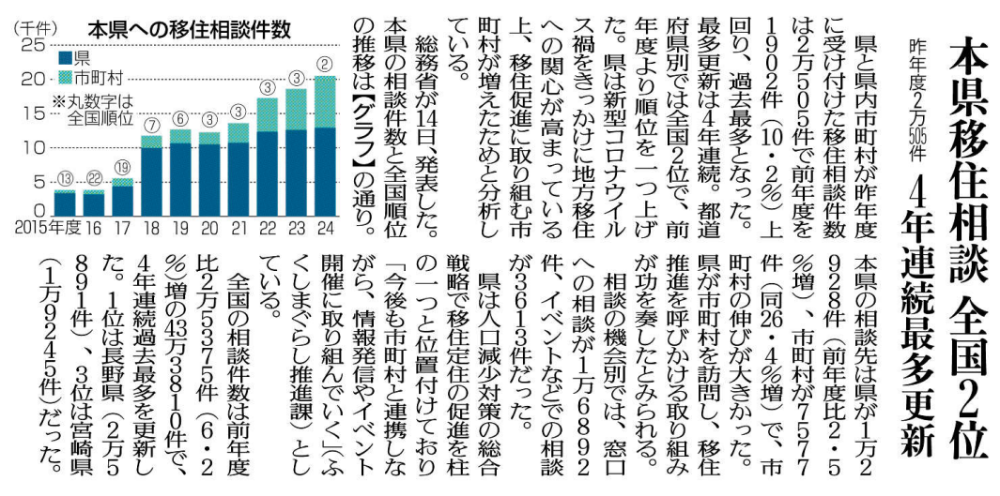 本県移住相談 全国2位
昨年度2万505件 4年連続最多更新
県と県内市町村が昨年度
に受け付けた移住相談件数
は2万505件で前年度を
1902件(10・2%)上
回り、過去最多となった。
最多更新は4年連続。都道
府県別では全国2位で、前
年度より順位を一つ上げ
た。県は新型コロナウイル
ス禍をきっかけに地方移住
への関心が高まっている
上、移住促進に取り組む市
町村が増えたためと分析し
ている。
総務省が14日、発表した。
本県の相談件数と全国順位
の推移は【グラフ】の通り。
本県への移住相談件数
(千件)
25
20
15
10
5
0
県
市町村
※丸数字は
全国順位
⑬
㉒
⑲
⑦
⑥
③
③
③
③
②
2015年度 16 17 18 19 20 21 22 23 24
本県の相談先は県が1万2
928件(前年度比2・5
%増)、市町村が7577
件(同26・4%増)で、市
町村の伸びが大きかった。
県が市町村を訪問し、移住
推進を呼びかける取り組み
が功を奏したとみられる。
相談の機会別では、窓口
への相談が1万6892
件、イベントなどでの相談
が3613件だった。
県は人口減少対策の総合
戦略で移住定住の促進を柱
の一つと位置付けており
「今後も市町村と連携しな
がら、情報発信やイベント
開催に取り組んでいく」(ふ
くしまぐらし推進課)とし
ている。
全国の相談件数は前年度
比2万5375件(6・2
%)増の43万3810件で、
4年連続過去最多を更新し
た。1位は長野県(2万5
891件)、3位は宮崎県
(1万9245件)だった。